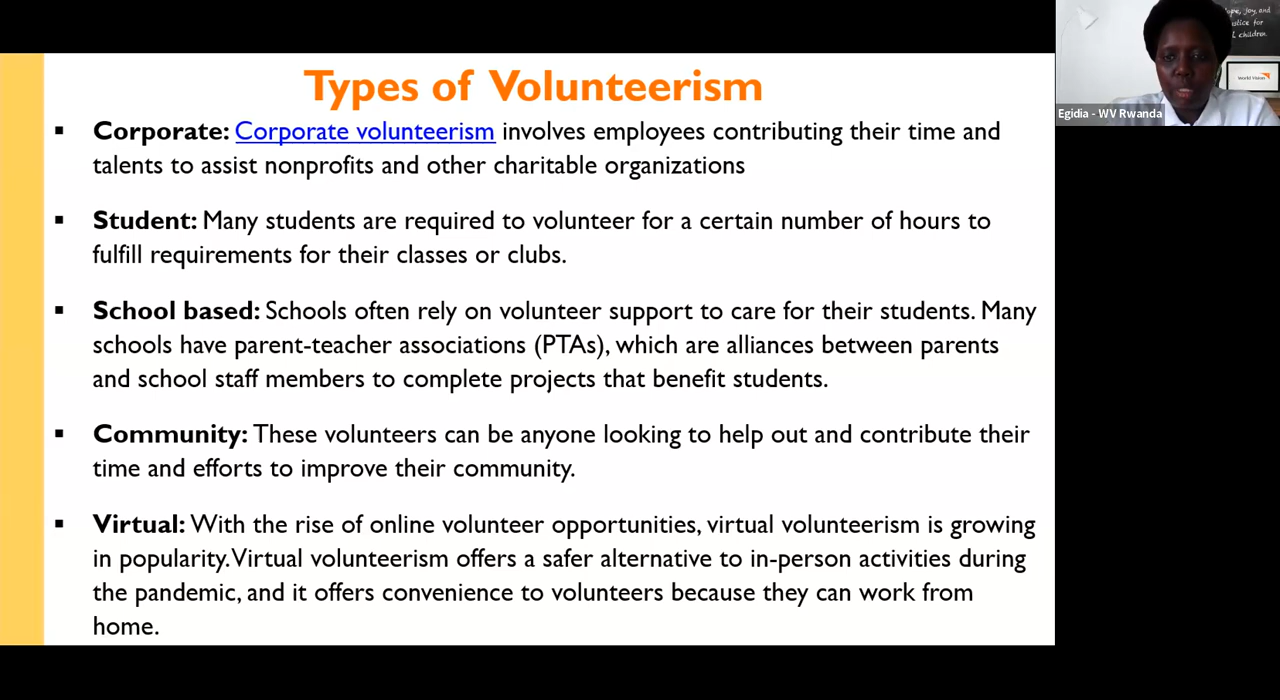 Types of Volunteerism
▪ Corporate: Corporate volunteerism involves employees contributing their time and
talents to assist nonprofits and other charitable organizations
▪ Student: Many students are required to volunteer for a certain number of hours to
fulfill requirements for their classes or clubs.
▪ School based: Schools often rely on volunteer support to care for their students. Many
schools have parent-teacher associations (PTAs), which are alliances between parents
and school staff members to complete projects that benefit students.
▪ Community: These volunteers can be anyone looking to help out and contribute their
time and efforts to improve their community.
▪ Virtual: With the rise of online volunteer opportunities, virtual volunteerism is growing
in popularity. Virtual volunteerism offers a safer alternative to in-person activities during
the pandemic, and it offers convenience to volunteers because they can work from
home.
joy, and
for
children.
World Vision
Egidia - WV Rwanda